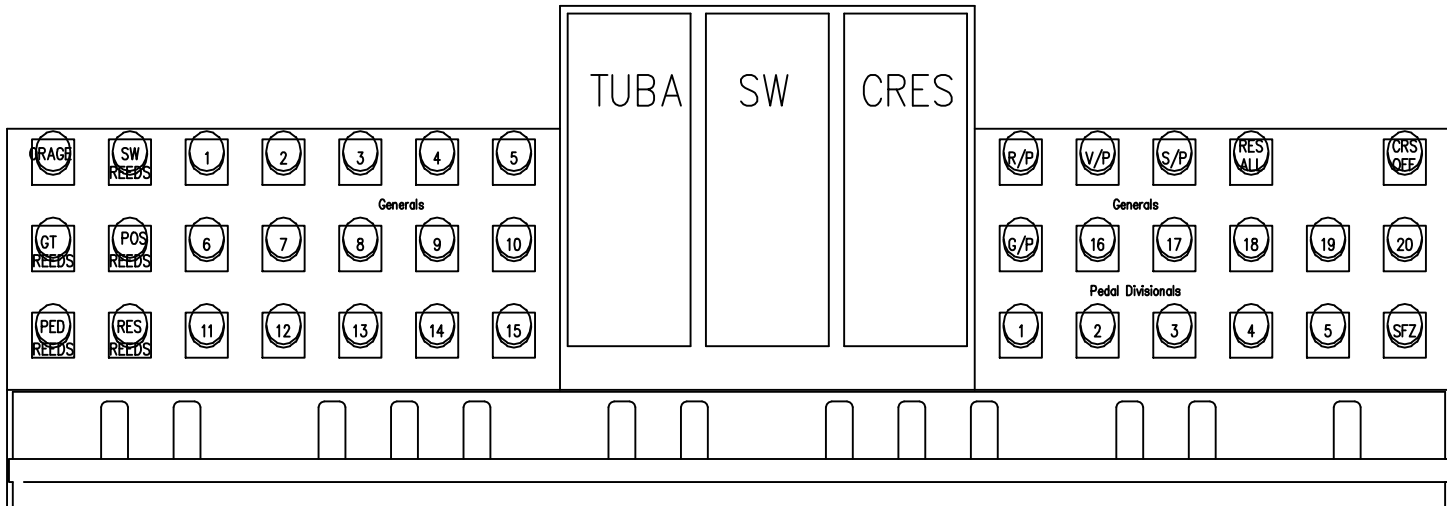 TUBA SW CRES
ORAGE SW REEDS 1 2 3 4 5
Generals
GT REEDS POS REEDS 6 7 8 9 10
PED REEDS RES REEDS 11 12 13 14 15
R/P V/P S/P RES ALL CRS OFF
Generals
G/P 16 17 18 19 20
Pedal Divisionals
1 2 3 4 5 SFZ